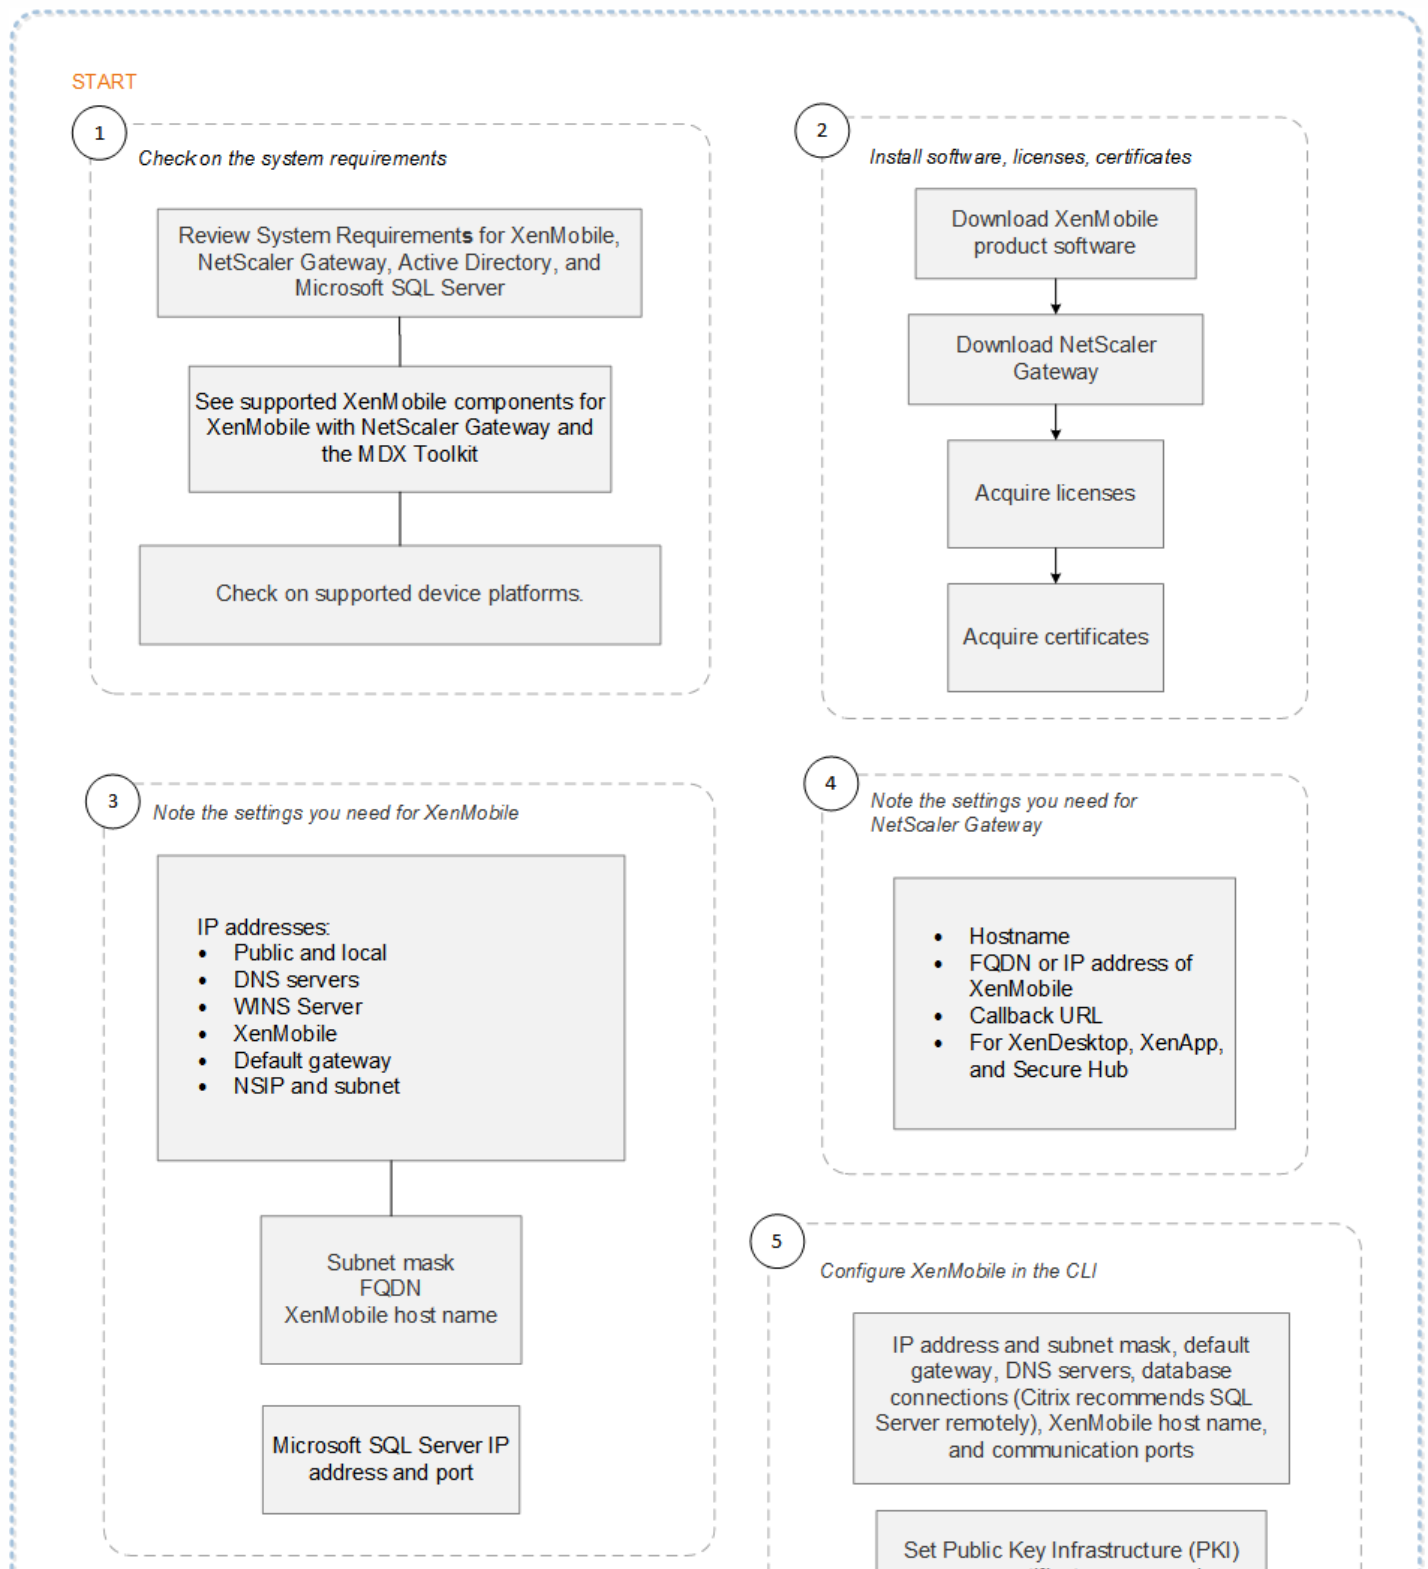 START
1
Check on the system requirements
Review System Requirements for XenMobile,
NetScaler Gateway, Active Directory, and
Microsoft SQL Server
See supported XenMobile components for
XenMobile with NetScaler Gateway and
the MDX Toolkit
Check on supported device platforms.
2
Install software, licenses, certificates
Download XenMobile
product software
Download NetScaler
Gateway
Acquire licenses
Acquire certificates
3
Note the settings you need for XenMobile
IP addresses:
• Public and local
• DNS servers
• WINS Server
• XenMobile
• Default gateway
• NSIP and subnet
Subnet mask
FQDN
XenMobile host name
Microsoft SQL Server IP
address and port
4
Note the settings you need for
NetScaler Gateway
• Hostname
• FQDN or IP address of
XenMobile
• Callback URL
• For XenDesktop, XenApp,
and Secure Hub
5
Configure XenMobile in the CLI
IP address and subnet mask, default
gateway, DNS servers, database
connections (Citrix recommends SQL
Server remotely), XenMobile host name,
and communication ports
Set Public Key Infrastructure (PKI)